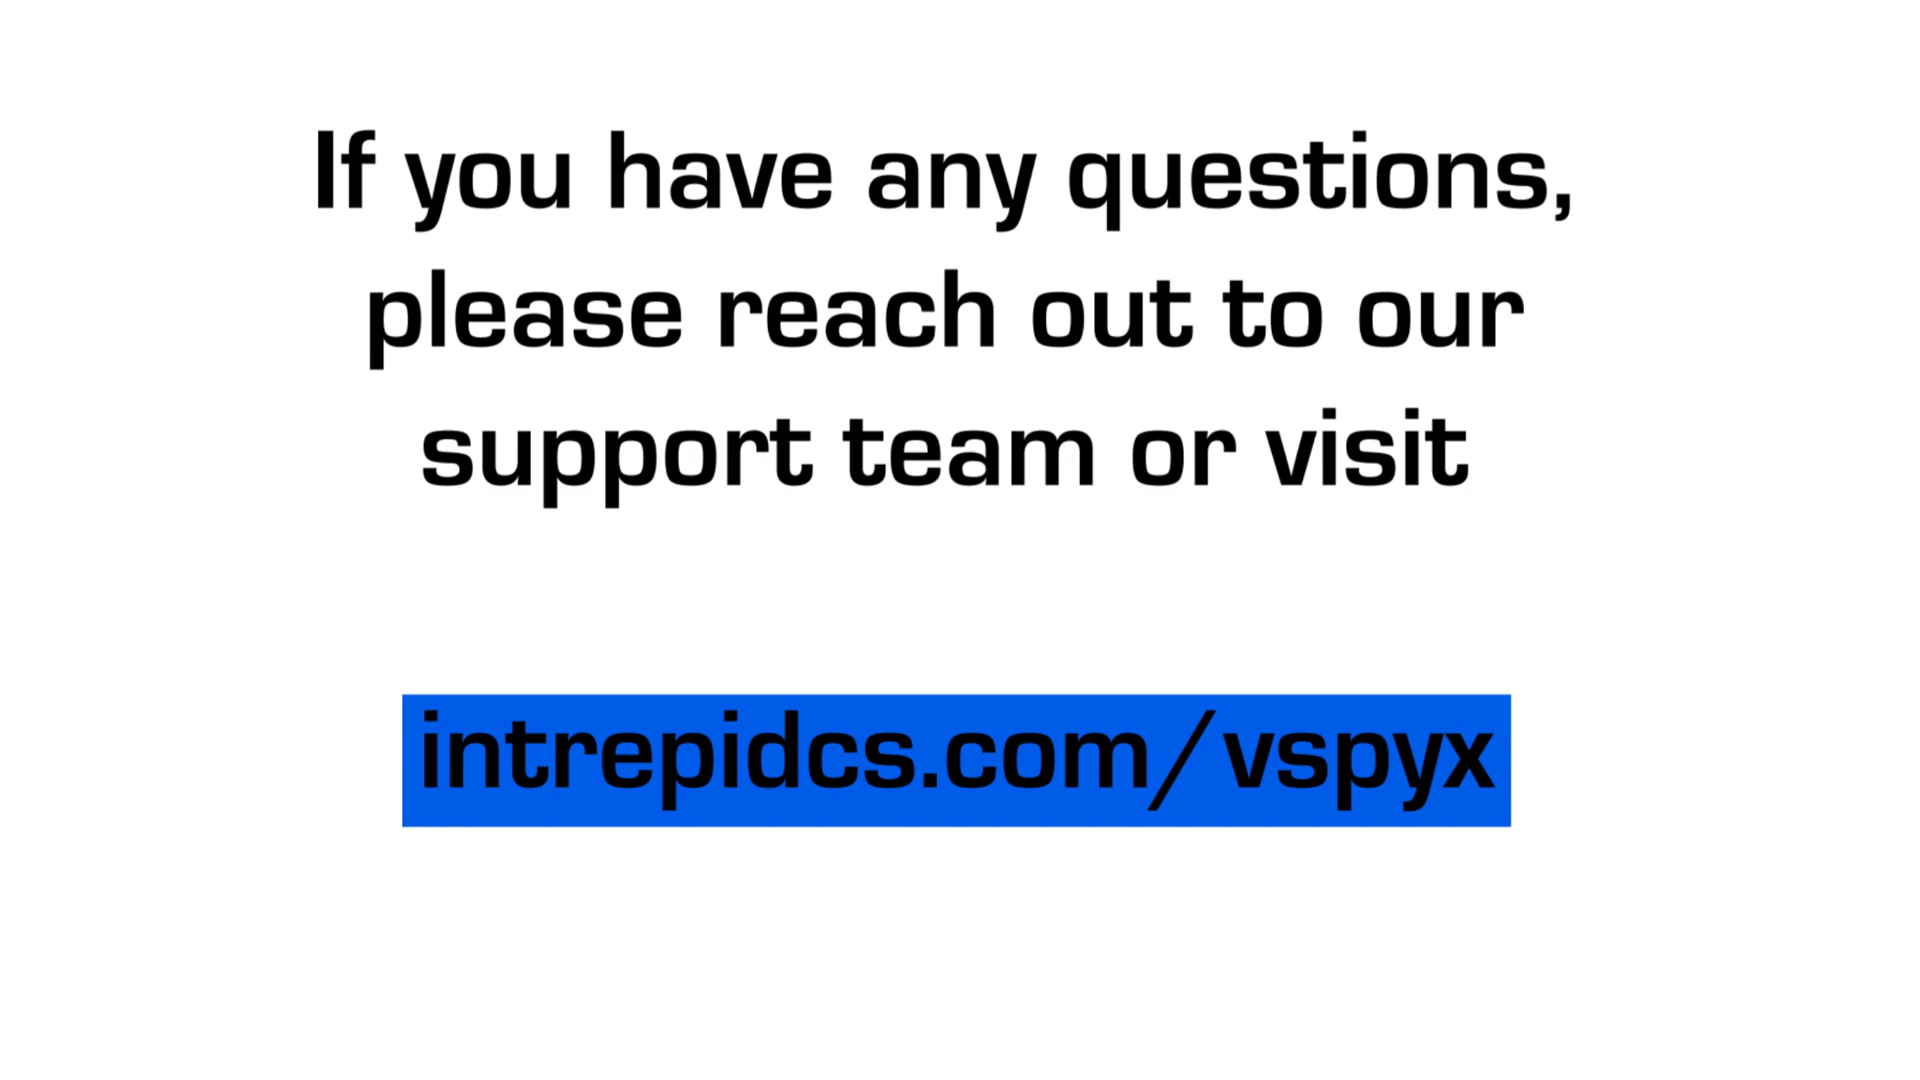 If you have any questions,
please reach out to our
support team or visit
intrepidcs.com/vspyx